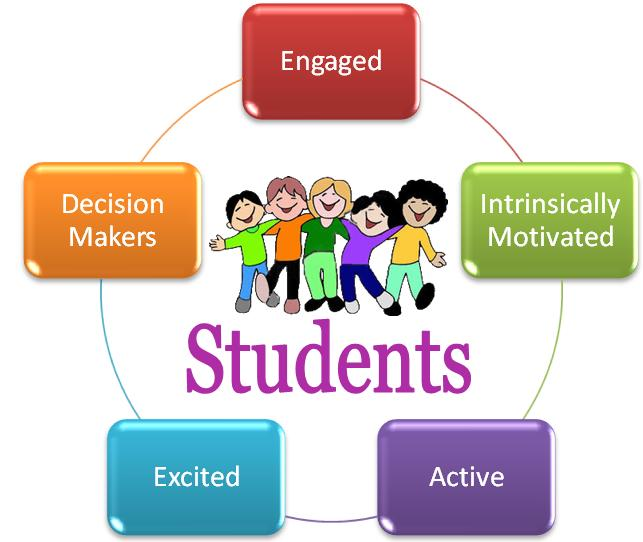 Engaged
Decision
Makers
Intrinsically
Motivated
Students
Excited
Active